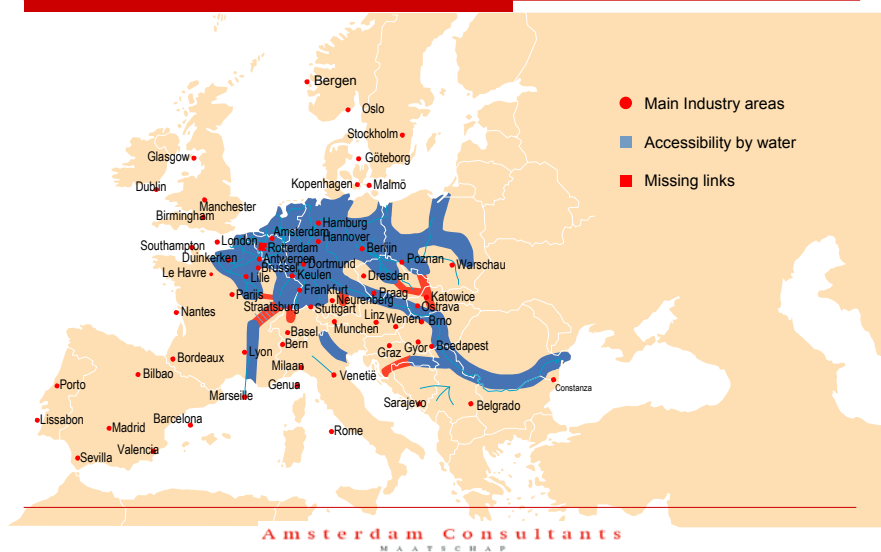 Bergen
Oslo
Main Industry areas
Stockholm
Accessibility by water
Glasgow
Göteborg
Missing links
Dublin
Kopenhagen
Malmö
Manchester
Birmingham
Hamburg
Amsterdam
London
Hannover
Southampton
Rotterdam
Berlijn
Duinkerken
Antwerpen
Poznan
Warschau
Brussel
Dortmund
Le Havre
Lille
Keulen
Dresden
Parijs
Frankfurt
Praag
Katowice
Neurenberg
Straatsburg
Stuttgart
Ostrava
Nantes
Linz
Wenen
Brno
Munchen
Basel
Bern
Graz
Gyor
Boedapest
Lyon
Bordeaux
Milaan
Bilbao
Venetië
Porto
Genua
Constanza
Marseille
Sarajevo
Belgrado
Lissabon
Barcelona
Madrid
Rome
Valencia
Sevilla
Amsterdam Consultants
MAATSCHAP